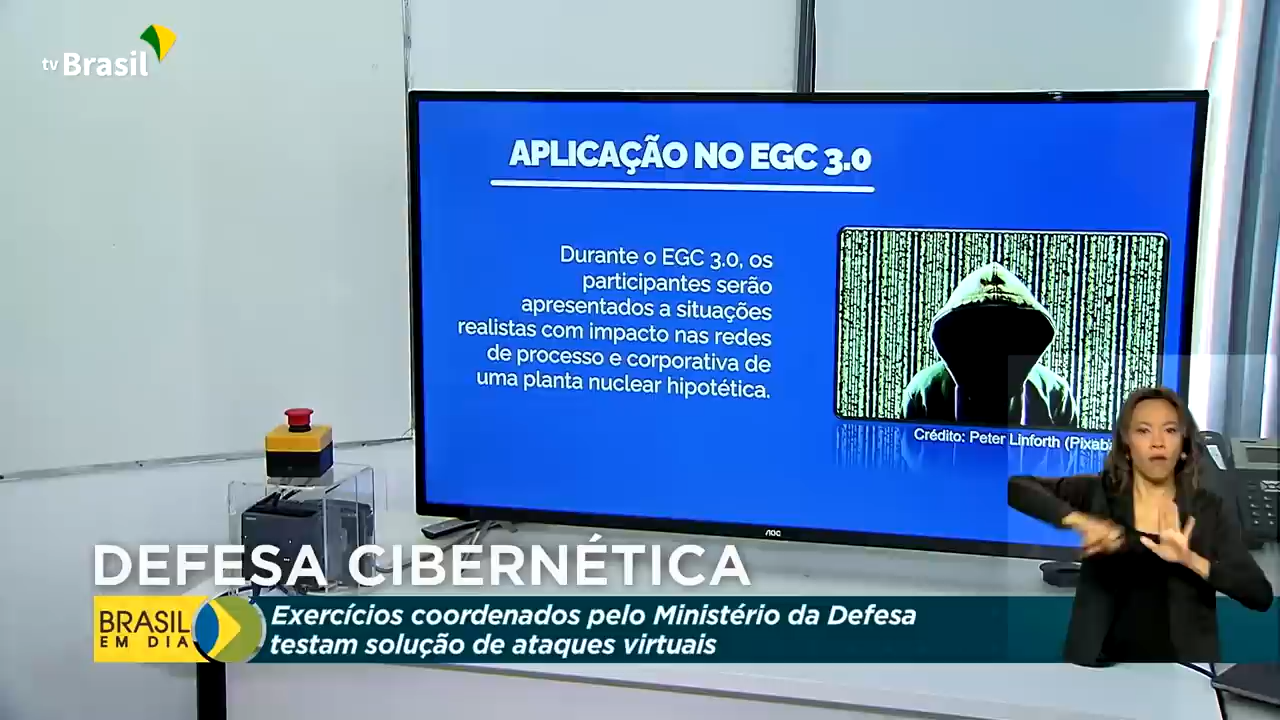 tv Brasil
APLICAÇÃO NO EGC 3.0
Durante o EGC 3.0, os
participantes serão
apresentados a situações
realistas com impacto nas redes
de processo e corporativa de
uma planta nuclear hipotética.
Crédito: Peter Linforth
AOC
DEFESA CIBERNÉTICA
BRASIL
EM DIA
Exercícios coordenados pelo Ministério da Defesa
testam solução de ataques virtuais